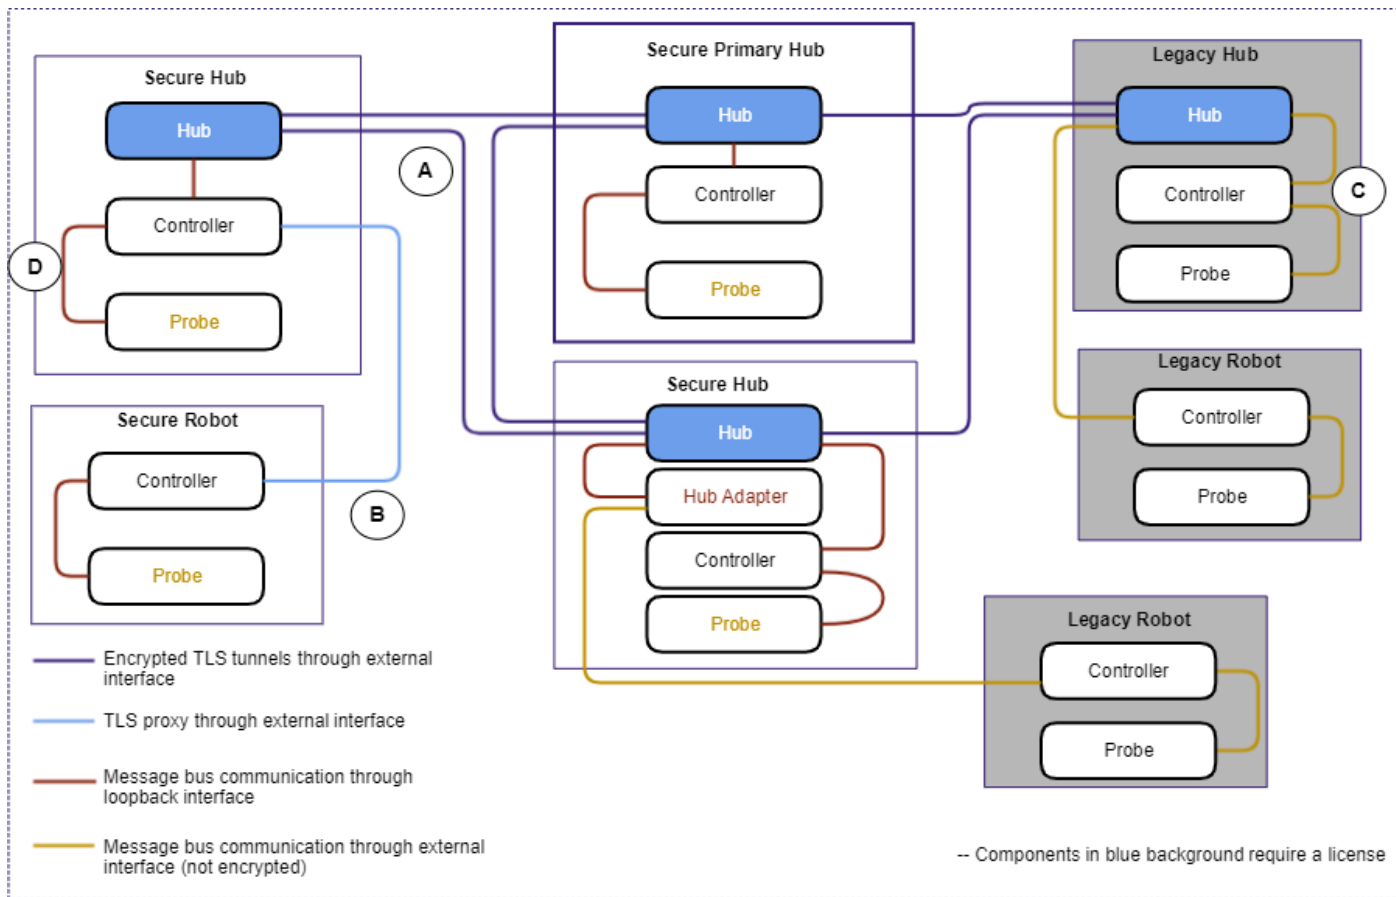 Secure Hub
Hub
A
Controller
D
Probe
Secure Robot
Controller
B
Probe
Secure Primary Hub
Hub
Controller
Probe
Secure Hub
Hub
Hub Adapter
Controller
Probe
Legacy Hub
Hub
Controller
C
Probe
Legacy Robot
Controller
Probe
Legacy Robot
Controller
Probe
Encrypted TLS tunnels through external
interface
TLS proxy through external interface
Message bus communication through
loopback interface
Message bus communication through external
interface (not encrypted)
-- Components in blue background require a license